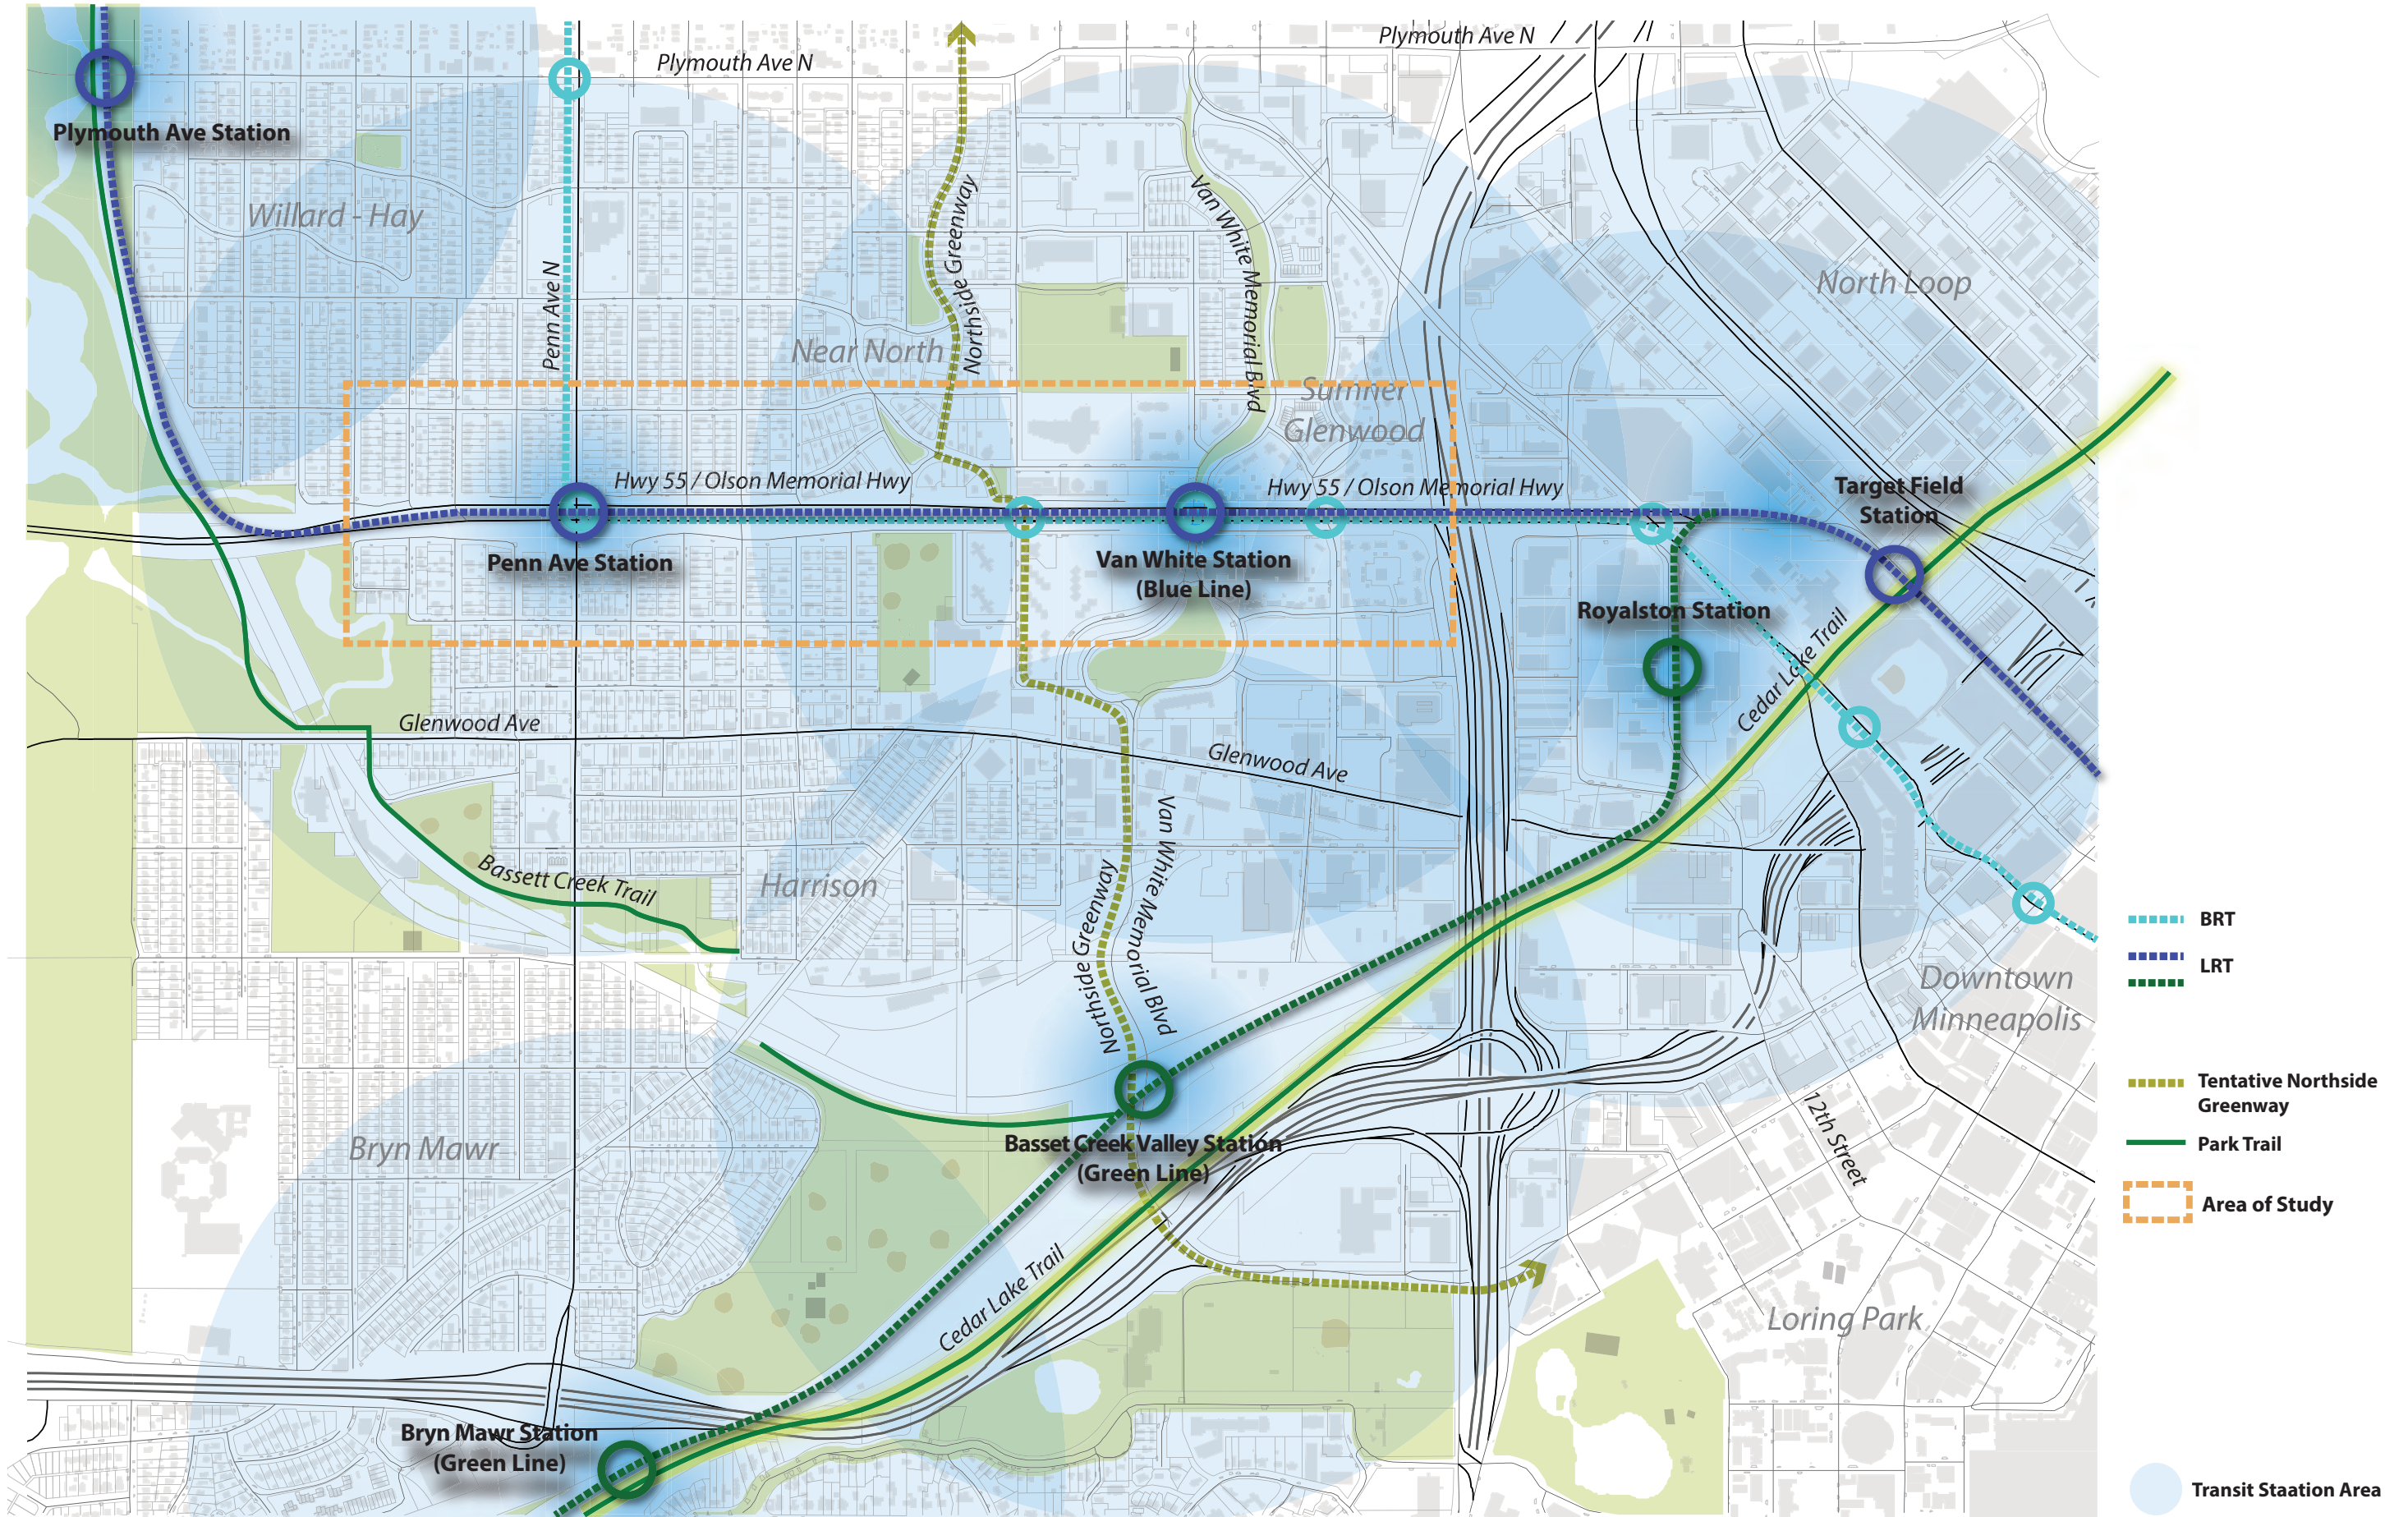 Plymouth Ave N
Plymouth Ave N
Plymouth Ave Station
Willard - Hay
Penn Ave N
Near North
Northside Greenway
Van White Memorial Blvd
North Loop
Sumner
Glenwood
Hwy 55 / Olson Memorial Hwy
Hwy 55 / Olson Memorial Hwy
Target Field
Station
Penn Ave Station
Van White Station
(Blue Line)
Royalston Station
Cedar Lake Trail
Glenwood Ave
Glenwood Ave
Bassett Creek Trail
Harrison
Northside Greenway
Van White Memorial Blvd
Downtown
Minneapolis
12th Street
Bryn Mawr
Basset Creek Valley Station
(Green Line)
Cedar Lake Trail
Loring Park
Bryn Mawr Station
(Green Line)
BRT
LRT
Tentative Northside
Greenway
Park Trail
Area of Study
Transit Staation Area